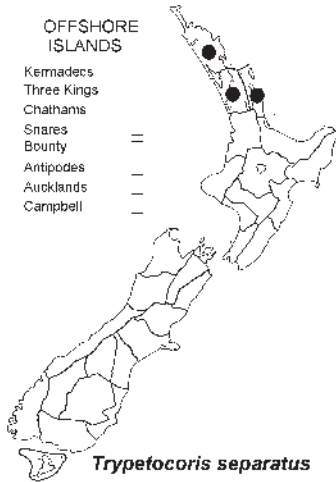 OFFSHORE
ISLANDS
Kermadecs
Three Kings
Chathams
Snares
Bounty
Antipodes
Aucklands
Campbell
Trypetocoris separatus